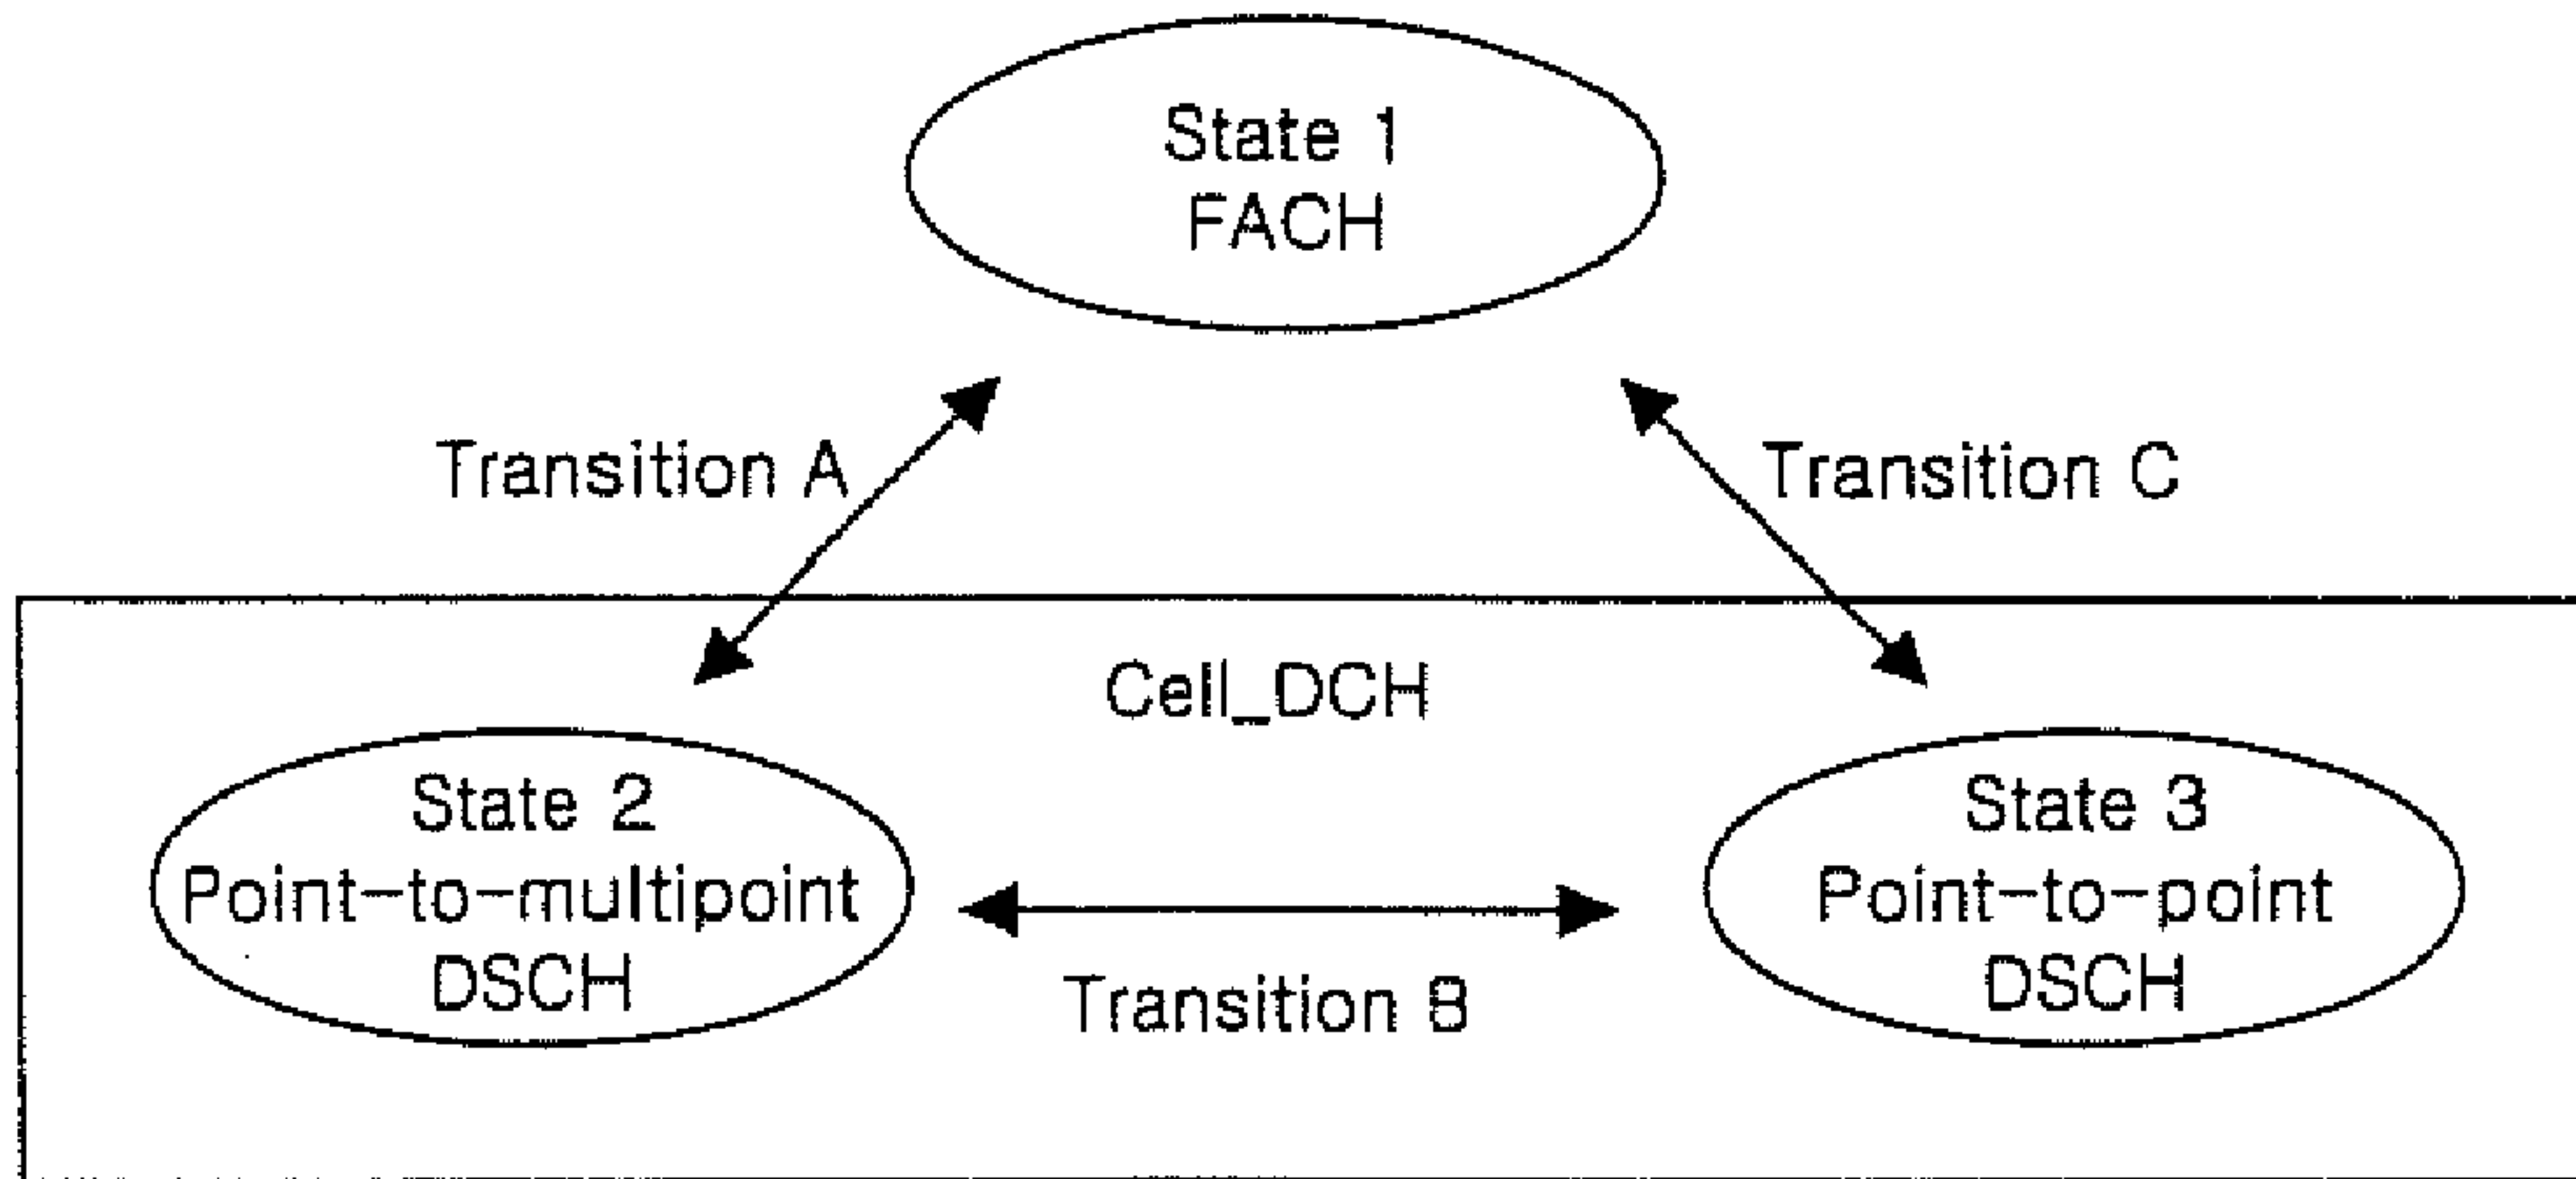 State 1
FACH
Transition A
Transition C
Cell_DCH
State 2
Point-to-multipoint
DSCH
State 3
Point-to-point
DSCH
Transition B